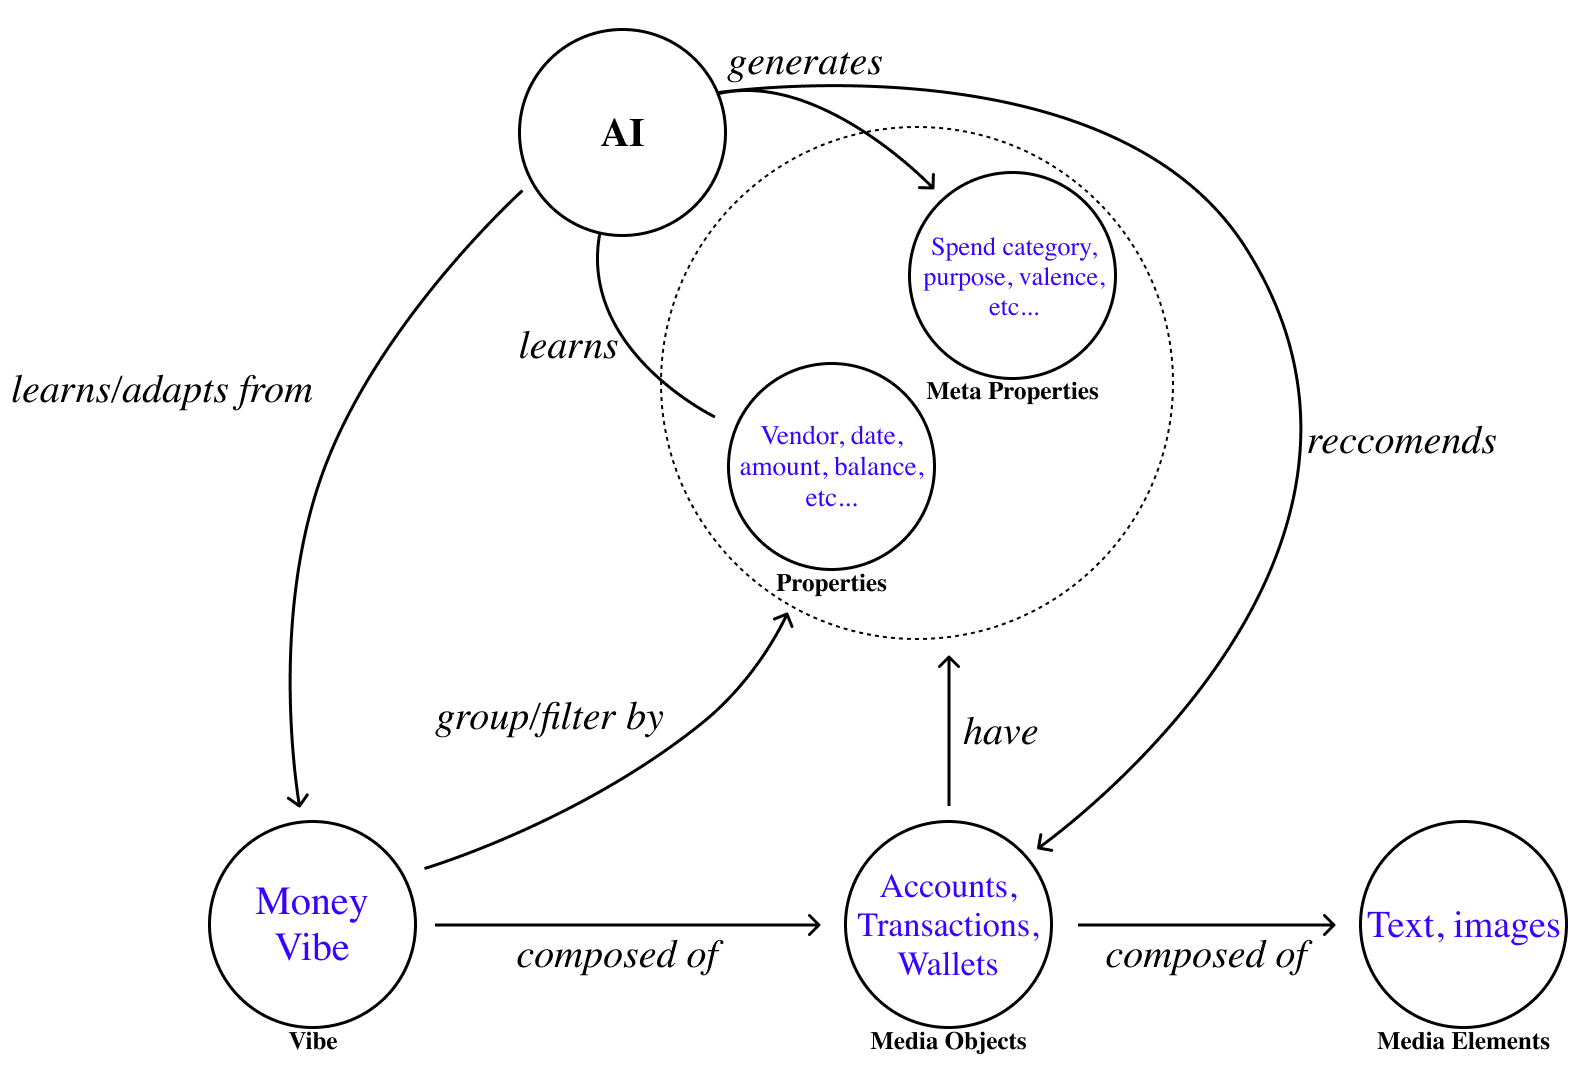 generates
AI
Spend category,
purpose, valence,
etc...
Meta Properties
learns
learns/adapts from
reccomends
Vendor, date,
amount, balance,
etc...
Properties
group/filter by
have
Money
Vibe
Vibe
composed of
Accounts,
Transactions,
Wallets
Media Objects
composed of
Text, images
Media Elements